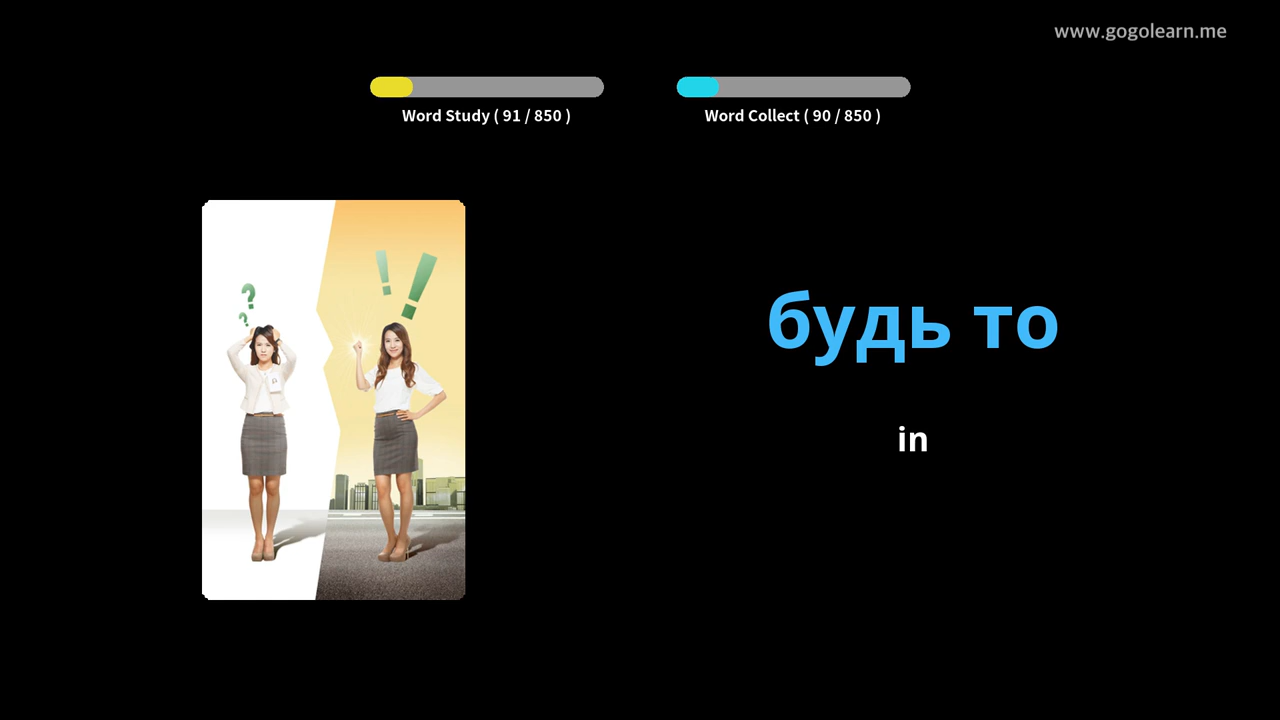 www.gogolearn.me
Word Study ( 91 / 850 )
Word Collect ( 90 / 850 )
? ?
! !
будь то
in